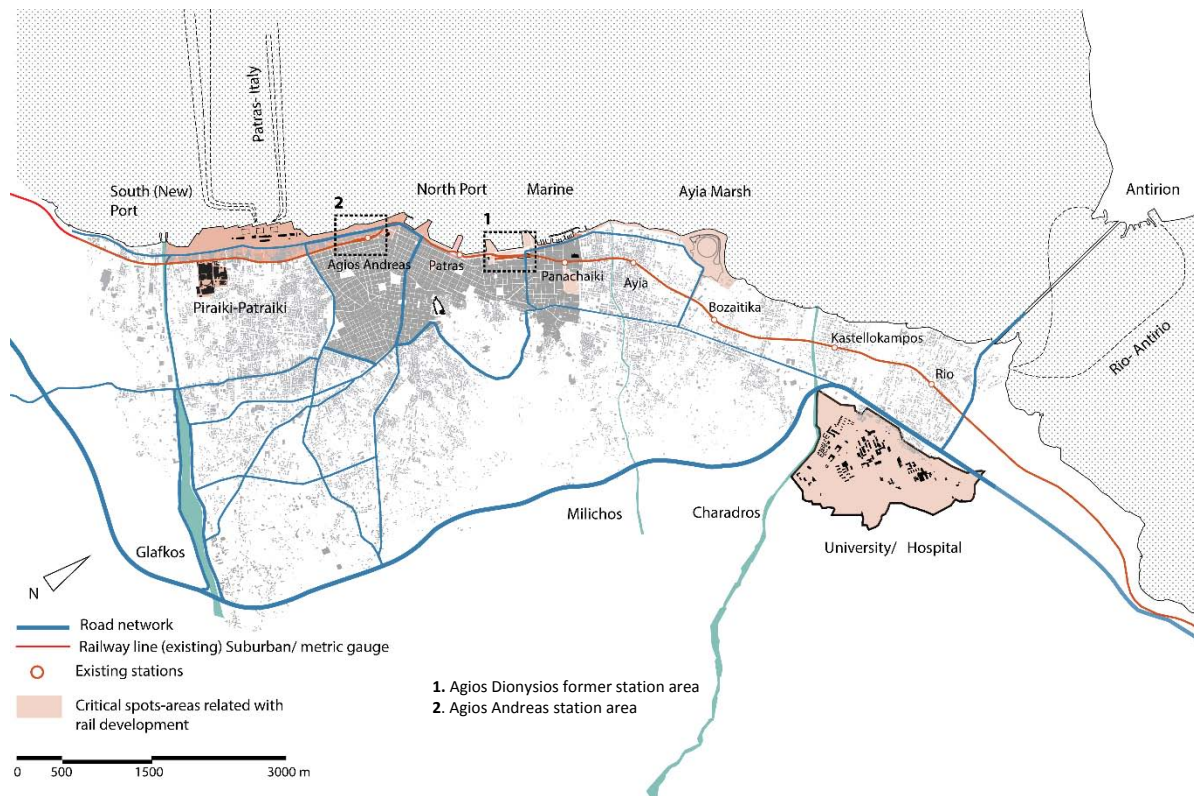 Patras- Italy
South (New)
Port
2
North Port
1
Marine
Ayia Marsh
Antirion
Agios Andreas
Patras
Panachaiki
Ayia
Piraiki-Patraiki
Bozaitika
Kastellokampos
Rio
Rio- Antirio
Milichos
Charadros
University/ Hospital
Glafkos
N
Road network
Railway line (existing) Suburban/ metric gauge
Existing stations
Critical spots-areas related with
rail development
1. Agios Dionysios former station area
2. Agios Andreas station area
0 500 1500 3000 m